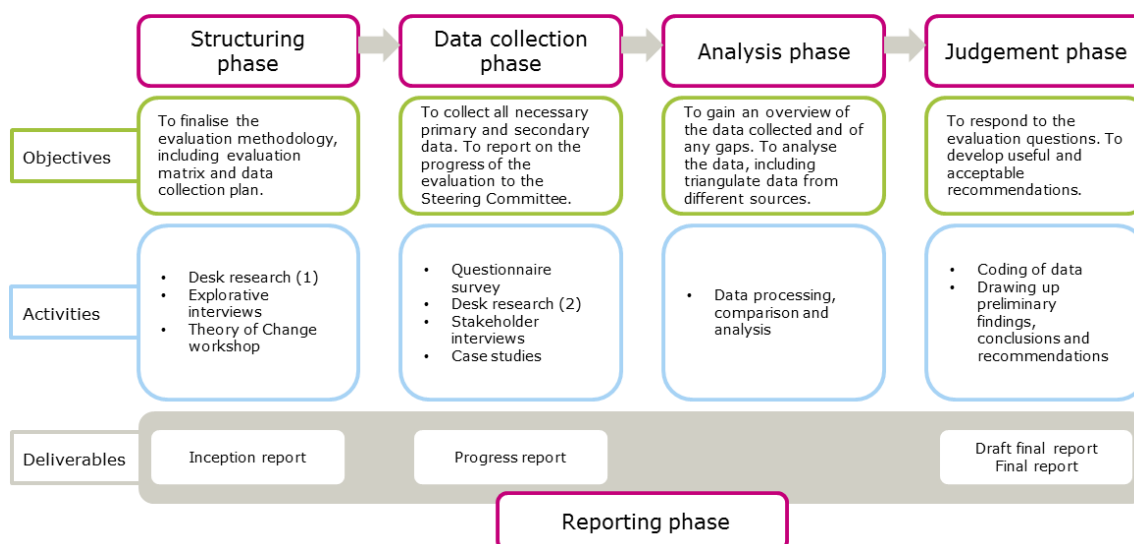 Structuring
phase
Data collection
phase
Analysis phase
Judgement phase
Objectives
To finalise the
evaluation methodology,
including evaluation
matrix and data
collection plan.
To collect all necessary
primary and secondary
data. To report on the
progress of the
evaluation to the
Steering Committee.
To gain an overview of
the data collected and of
any gaps. To analyse
the data, including
triangulate data from
different sources.
To respond to the
evaluation questions. To
develop useful and
acceptable
recommendations.
Activities
• Desk research (1)
• Explorative
interviews
• Theory of Change
workshop
• Questionnaire
survey
• Desk research (2)
• Stakeholder
interviews
• Case studies
• Data processing,
comparison and
analysis
• Coding of data
• Drawing up
preliminary
findings,
conclusions and
recommendations
Deliverables
Inception report
Progress report
Draft final report
Final report
Reporting phase